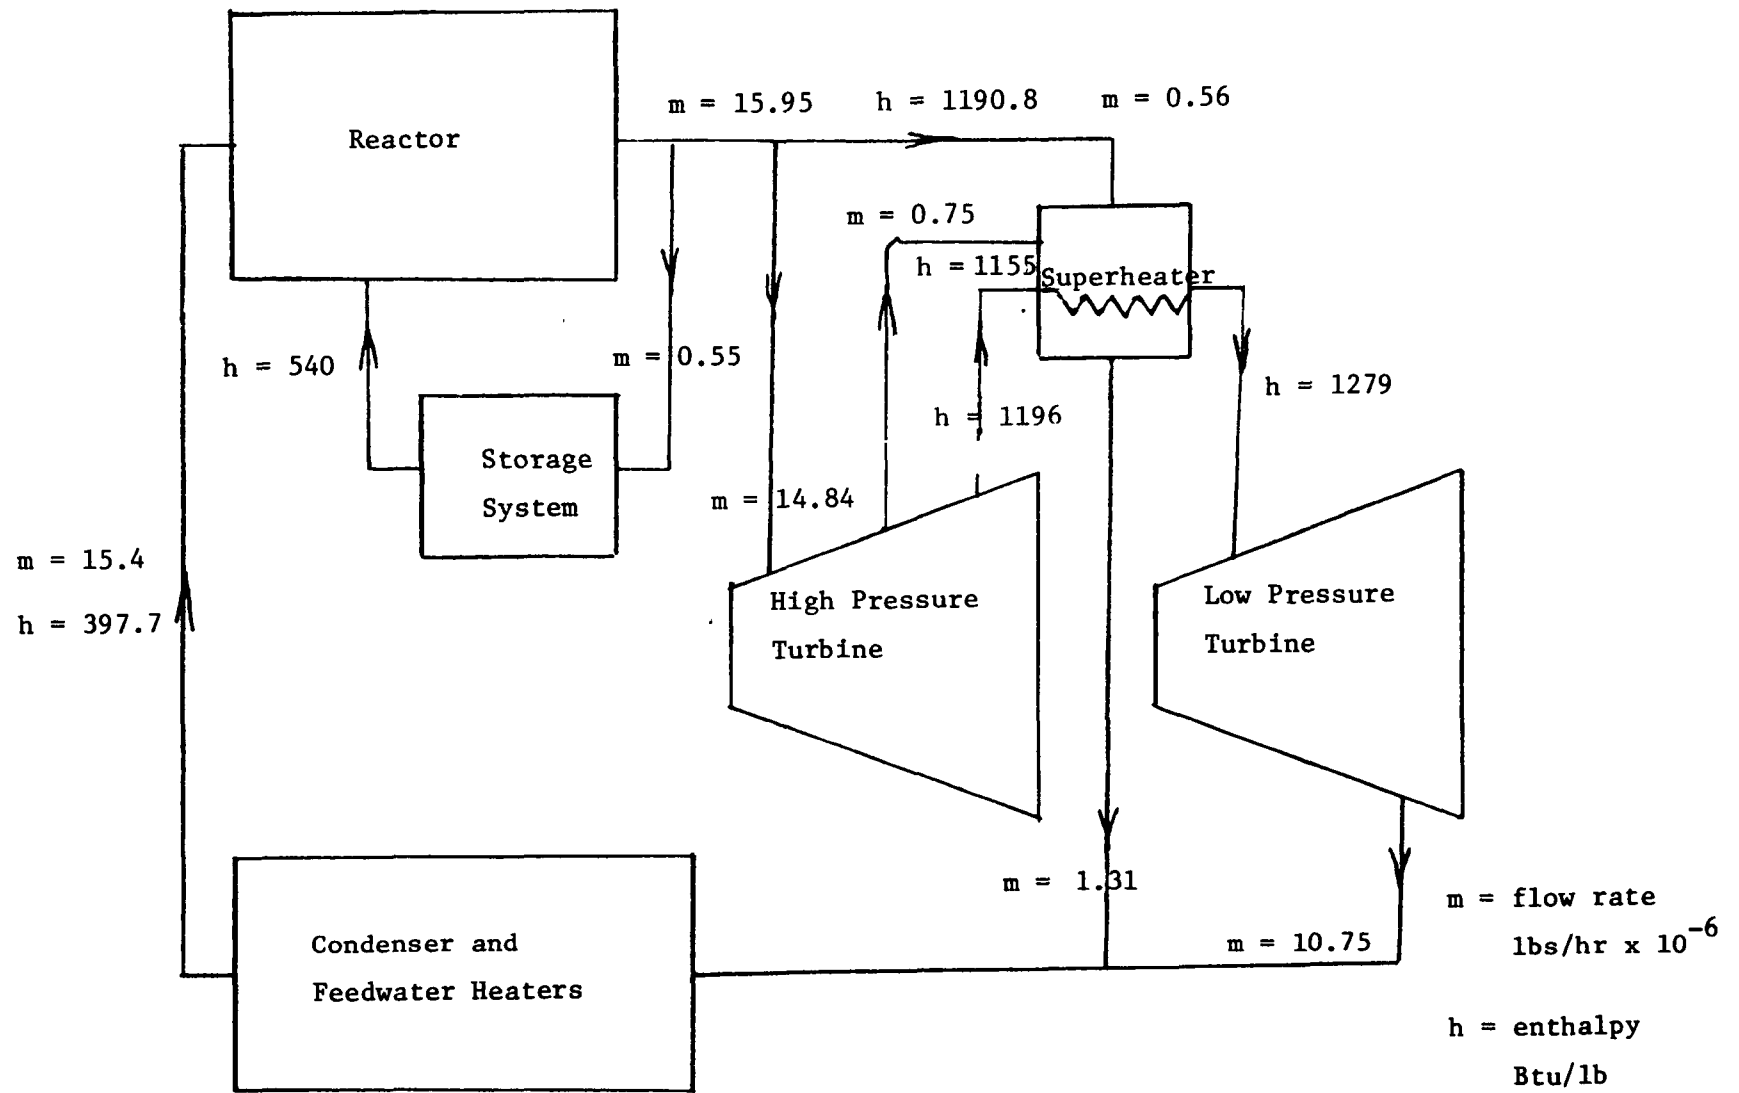 m = 15.95 h = 1190.8 m = 0.56
Reactor
m = 0.75
h = 1155
Superheater
h = 540
m = 0.55
h = 1279
h = 1196
Storage
System
m = 14.84
m = 15.4
h = 397.7
High Pressure
Turbine
Low Pressure
Turbine
m = 1.31
m = 10.75
Condenser and
Feedwater Heaters
m = flow rate
lbs/hr x 10⁻⁶
h = enthalpy
Btu/lb